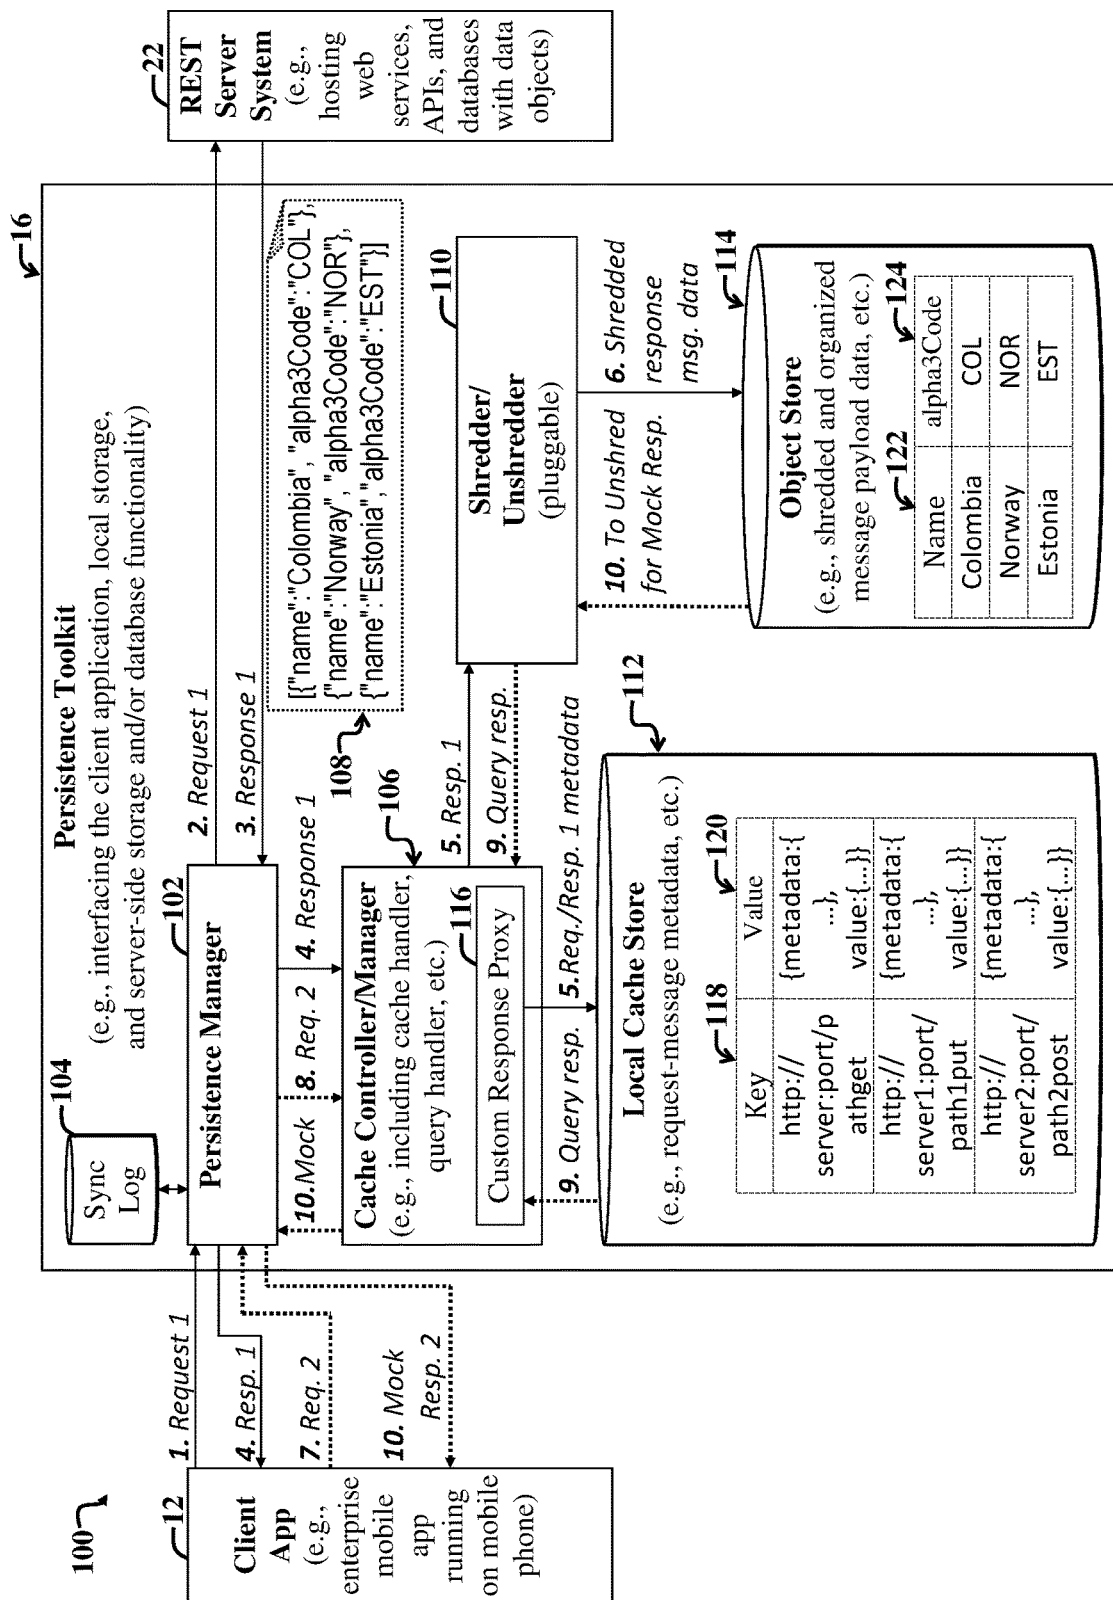 100
16
Persistence Toolkit
(e.g., interfacing the client application, local storage,
and server-side storage and/or database functionality)
12
Client
App
(e.g.,
enterprise
mobile
app
running
on mobile
phone)
1. Request 1
4. Resp. 1
7. Req. 2
10. Mock
Resp. 2
104
Sync
Log
102
Persistence Manager
2. Request 1
3. Response 1
22
REST
Server
System
(e.g.,
hosting
web
services,
APIs, and
databases
with data
objects)
10.Mock
8. Req. 2
4. Response 1
108
[{"name":"Colombia", "alpha3Code":"COL"},
{"name":"Norway", "alpha3Code":"NOR"},
{"name":"Estonia","alpha3Code":"EST"}]
106
Cache Controller/Manager
(e.g., including cache handler,
query handler, etc.)
116
Custom Response Proxy
5. Resp. 1
9. Query resp.
110
Shredder/
Unshredder
(pluggable)
9. Query resp.
5.Req./Resp. 1 metadata
10. To Unshred
for Mock Resp.
6. Shredded
response
msg. data
112
Local Cache Store
(e.g., request-message metadata, etc.)
118
120
Key Value
http:// {metadata:{
server:port/p …},
athget value:{…}}
http:// {metadata:{
server1:port/ …},
path1put value:{…}}
http:// {metadata:{
server2:port/ …},
path2post value:{…}}
114
Object Store
(e.g., shredded and organized
message payload data, etc.)
122
124
Name alpha3Code
Colombia COL
Norway NOR
Estonia EST